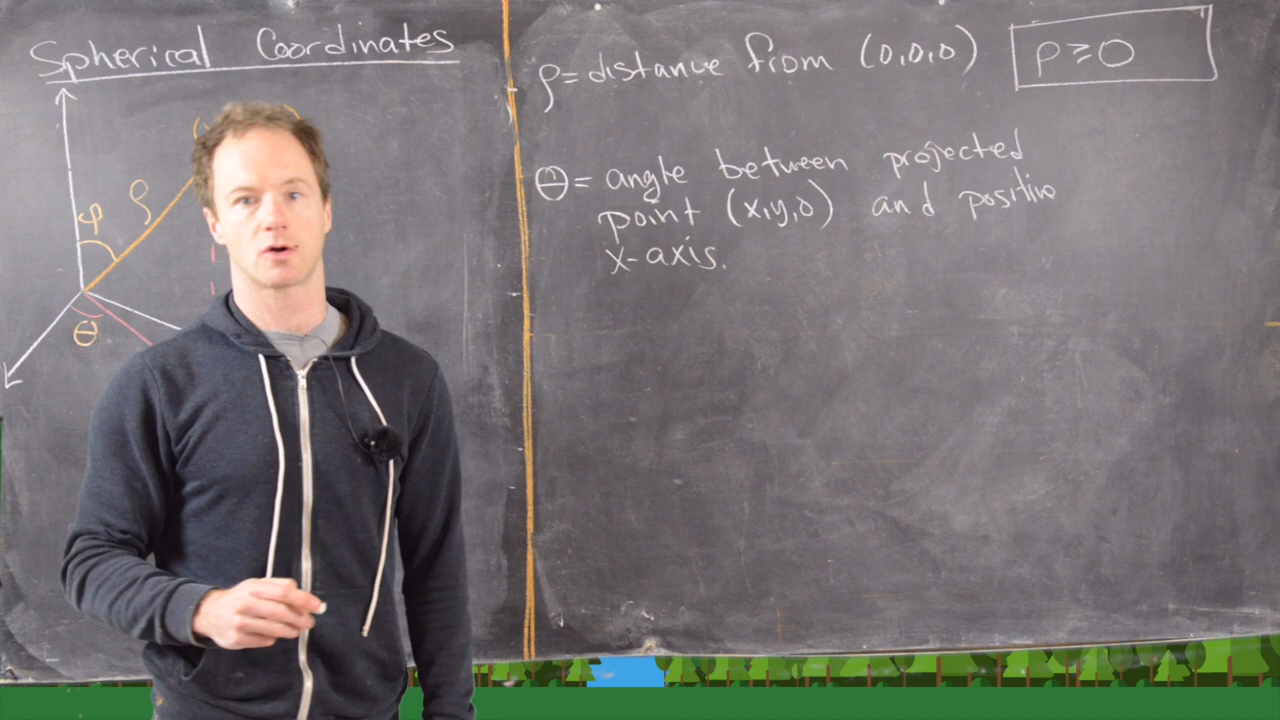 Spherical Coordinates
φ
ρ
θ
ρ = distance from (0,0,0)
ρ ≥ 0
θ = angle between projected
point (x,y,0) and positive
x-axis.